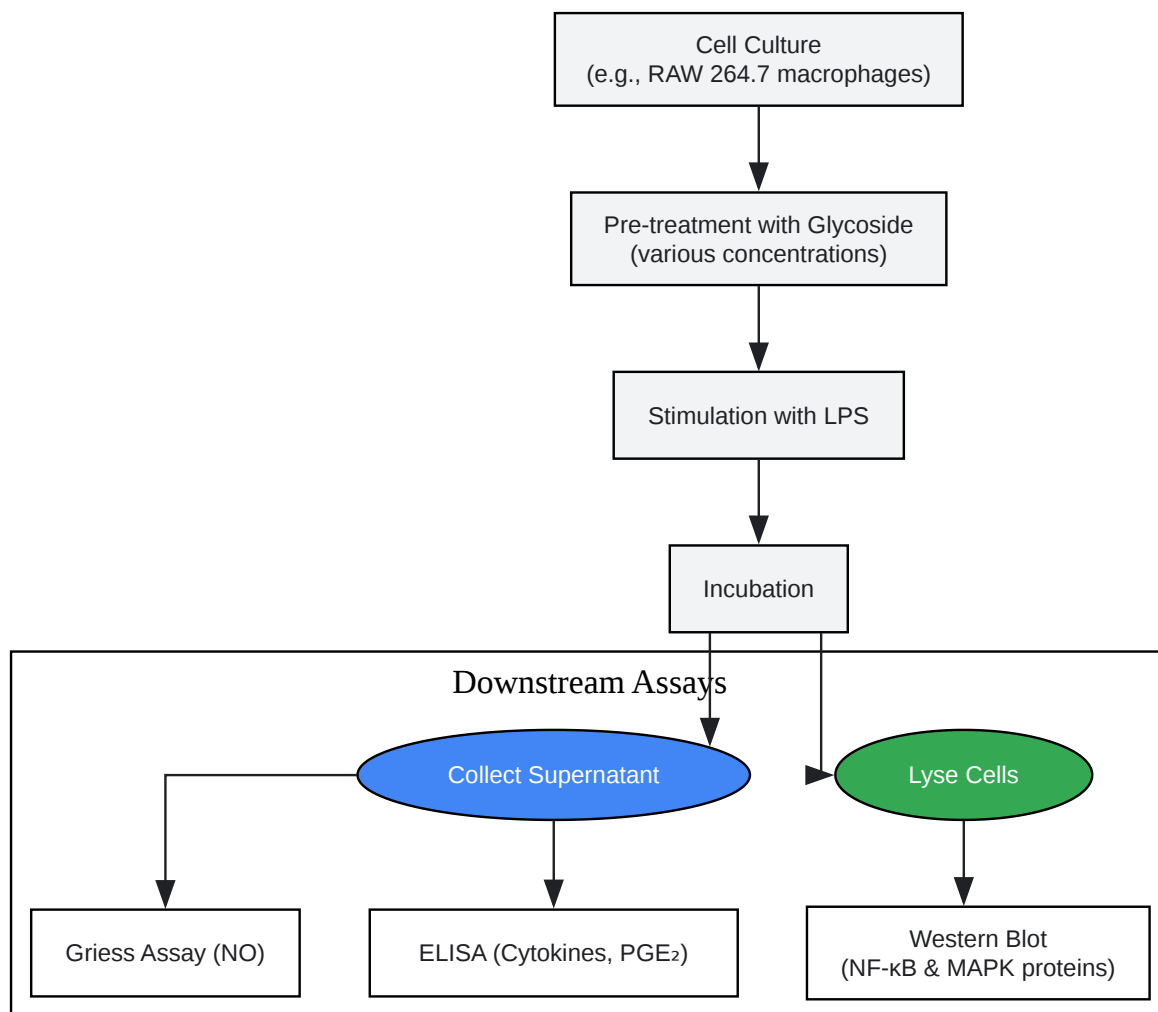 Cell Culture
(e.g., RAW 264.7 macrophages)
Pre-treatment with Glycoside
(various concentrations)
Stimulation with LPS
Incubation
Downstream Assays
Collect Supernatant
Lyse Cells
Griess Assay (NO)
ELISA (Cytokines, PGE₂)
Western Blot
(NF-κB & MAPK proteins)